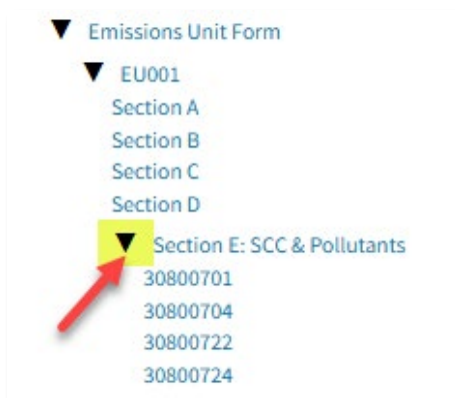 Emissions Unit Form
EU001
Section A
Section B
Section C
Section D
Section E: SCC & Pollutants
30800701
30800704
30800722
30800724